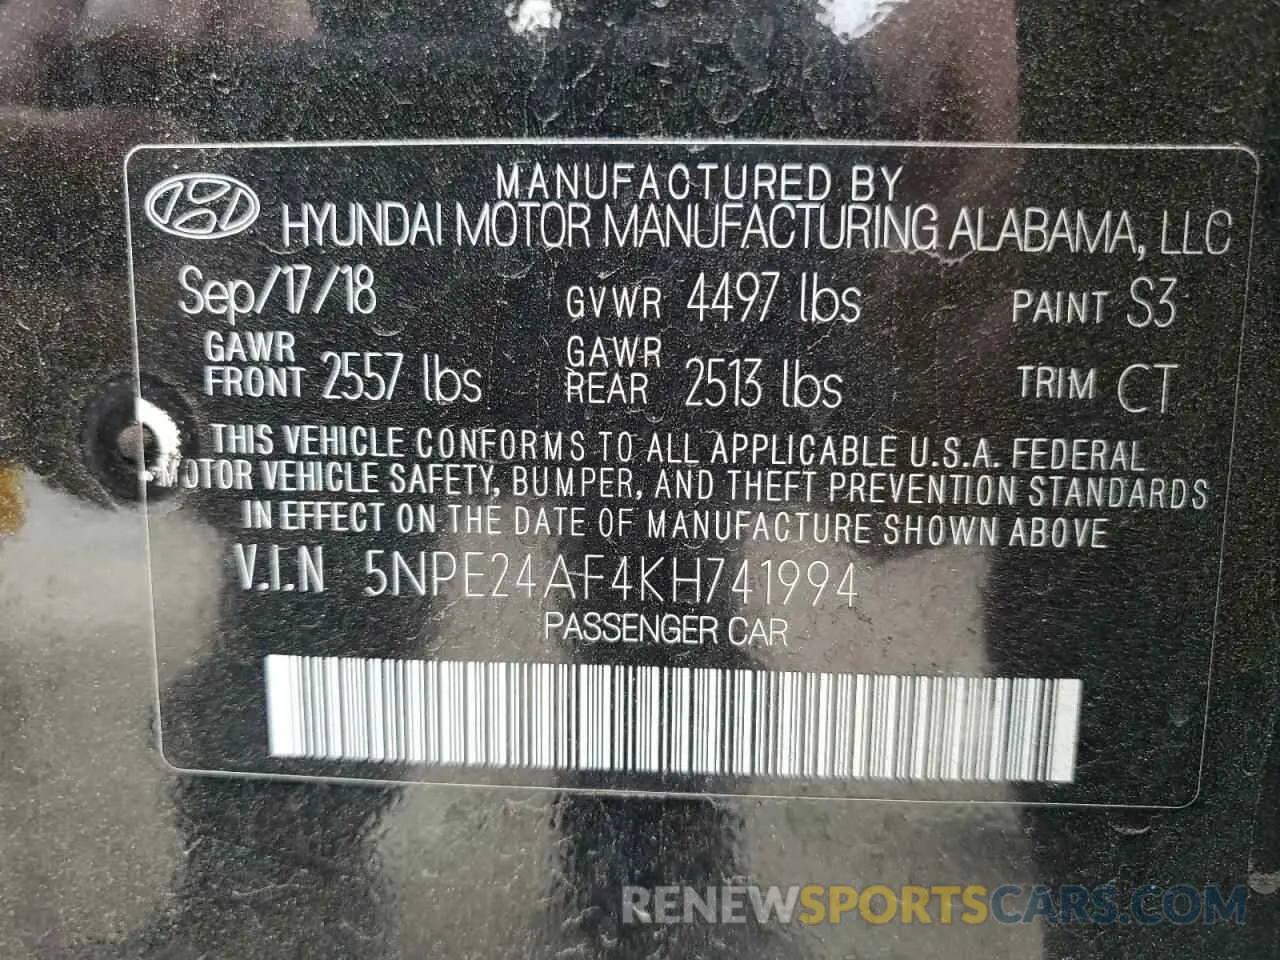 MANUFACTURED BY
HYUNDAI MOTOR MANUFACTURING ALABAMA, LLC
Sep/17/18 GVWR 4497 lbs PAINT S3
GAWR FRONT 2557 lbs GAWR REAR 2513 lbs TRIM CT
THIS VEHICLE CONFORMS TO ALL APPLICABLE U.S.A. FEDERAL
MOTOR VEHICLE SAFETY, BUMPER, AND THEFT PREVENTION STANDARDS
IN EFFECT ON THE DATE OF MANUFACTURE SHOWN ABOVE
V.I.N 5NPE24AF4KH741994
PASSENGER CAR
RENEWSPORTSCARS.COM